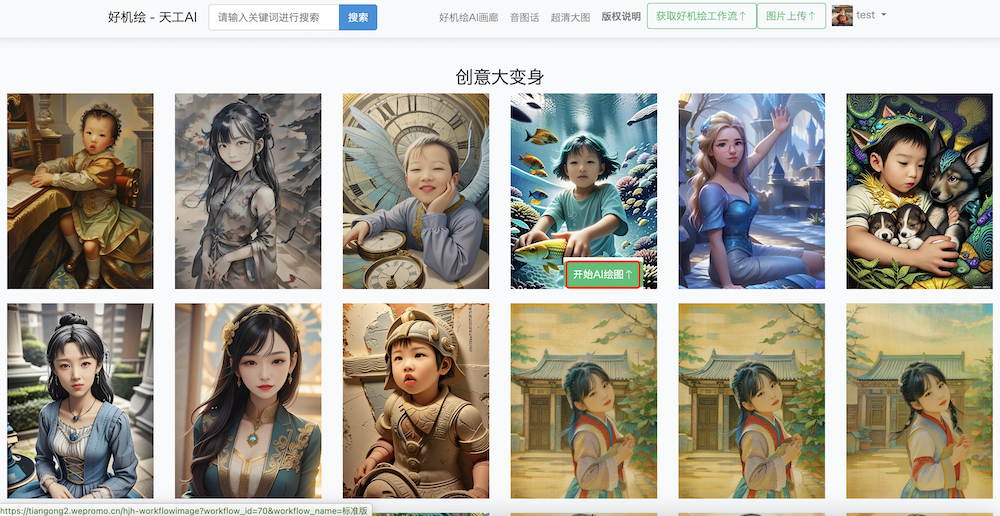 好机绘 - 天工AI 请输入关键词进行搜索 搜索 好机绘AI画廊 音图话 超清大图 版权说明 获取好机绘工作流↑ 图片上传↑ test
创意大变身
开始AI绘图↑
https://tiangong2.wepromo.cn/hjh-workflowimage?workflow_id=70&workflow_name=标准版